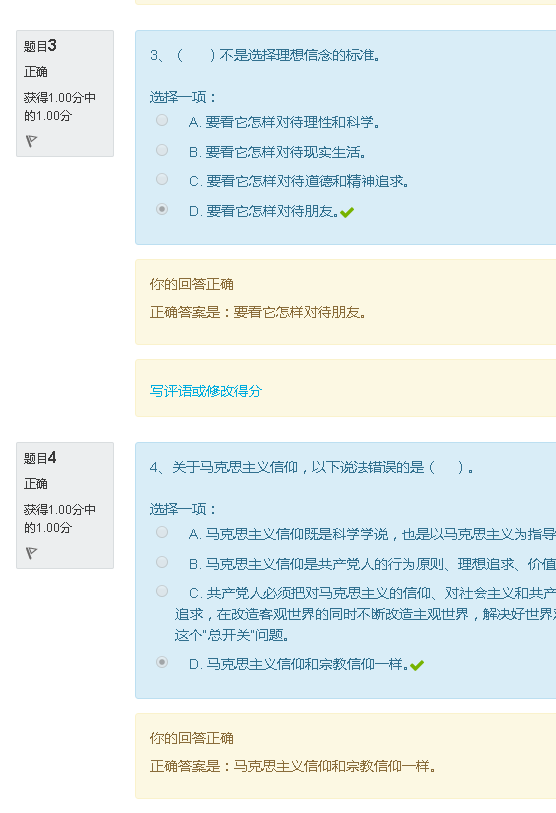 题目3
正确
获得1.00分中
的1.00分
3、（ ）不是选择理想信念的标准。
选择一项：
A. 要看它怎样对待理性和科学。
B. 要看它怎样对待现实生活。
C. 要看它怎样对待道德和精神追求。
D. 要看它怎样对待朋友。
你的回答正确
正确答案是：要看它怎样对待朋友。
写评语或修改得分
题目4
正确
获得1.00分中
的1.00分
4、关于马克思主义信仰，以下说法错误的是（ ）。
选择一项：
A. 马克思主义信仰既是科学学说，也是以马克思主义为指导
B. 马克思主义信仰是共产党人的行为原则、理想追求、价值
C. 共产党人必须把对马克思主义的信仰、对社会主义和共产
追求，在改造客观世界的同时不断改造主观世界，解决好世界
这个“总开关”问题。
D. 马克思主义信仰和宗教信仰一样。
你的回答正确
正确答案是：马克思主义信仰和宗教信仰一样。